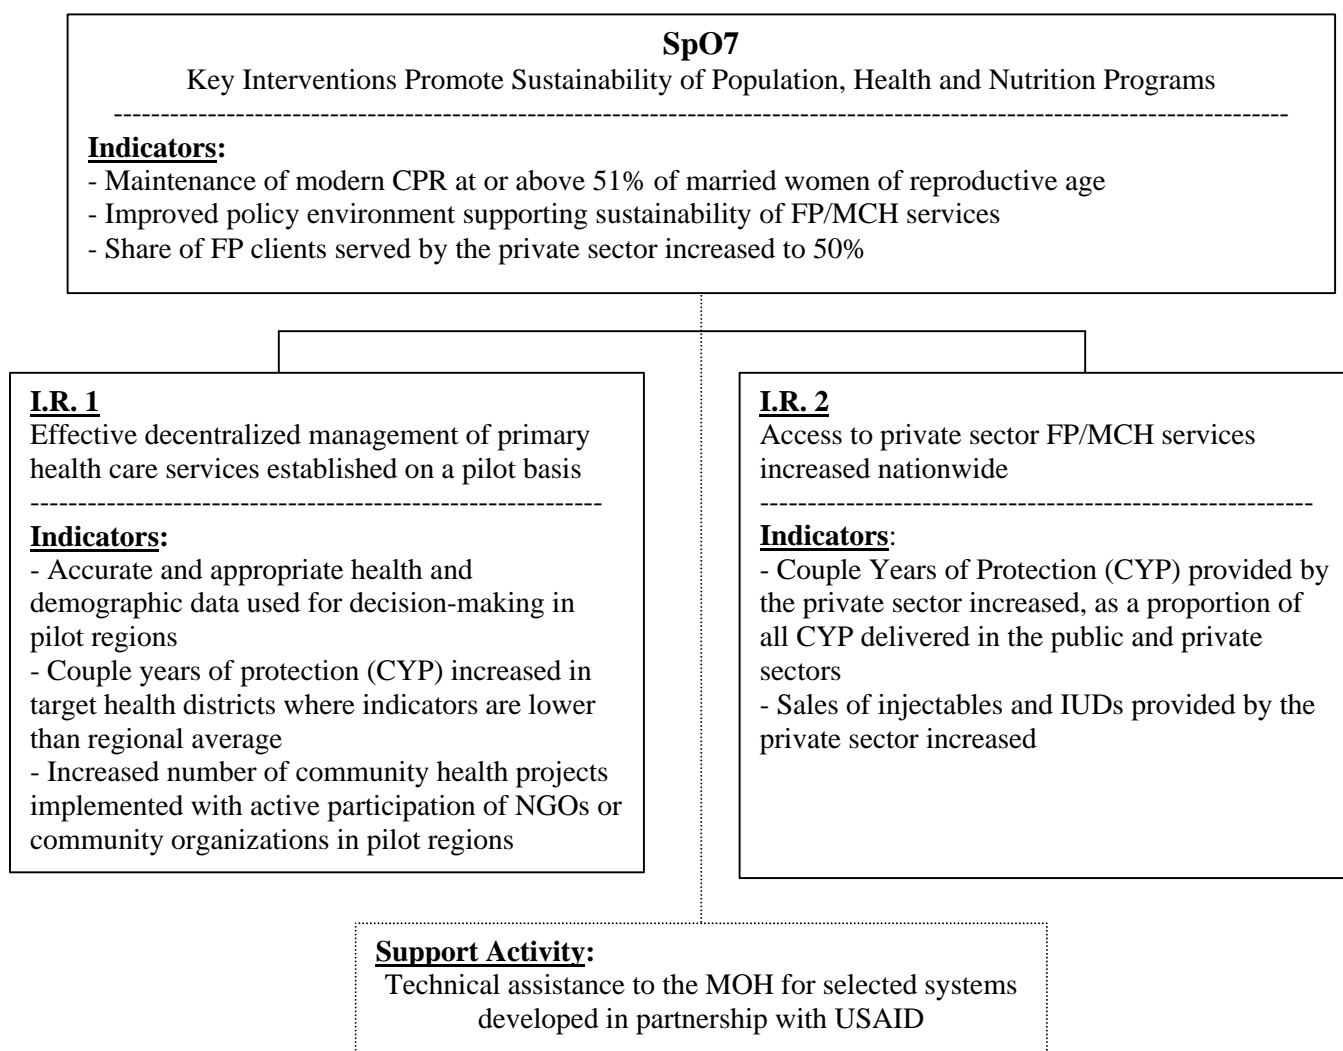 SpO7
Key Interventions Promote Sustainability of Population, Health and Nutrition Programs
Indicators:
- Maintenance of modern CPR at or above 51% of married women of reproductive age
- Improved policy environment supporting sustainability of FP/MCH services
- Share of FP clients served by the private sector increased to 50%
I.R. 1
Effective decentralized management of primary
health care services established on a pilot basis
Indicators:
- Accurate and appropriate health and
demographic data used for decision-making in
pilot regions
- Couple years of protection (CYP) increased in
target health districts where indicators are lower
than regional average
- Increased number of community health projects
implemented with active participation of NGOs or
community organizations in pilot regions
I.R. 2
Access to private sector FP/MCH services
increased nationwide
Indicators:
- Couple Years of Protection (CYP) provided by
the private sector increased, as a proportion of
all CYP delivered in the public and private
sectors
- Sales of injectables and IUDs provided by the
private sector increased
Support Activity:
Technical assistance to the MOH for selected systems
developed in partnership with USAID